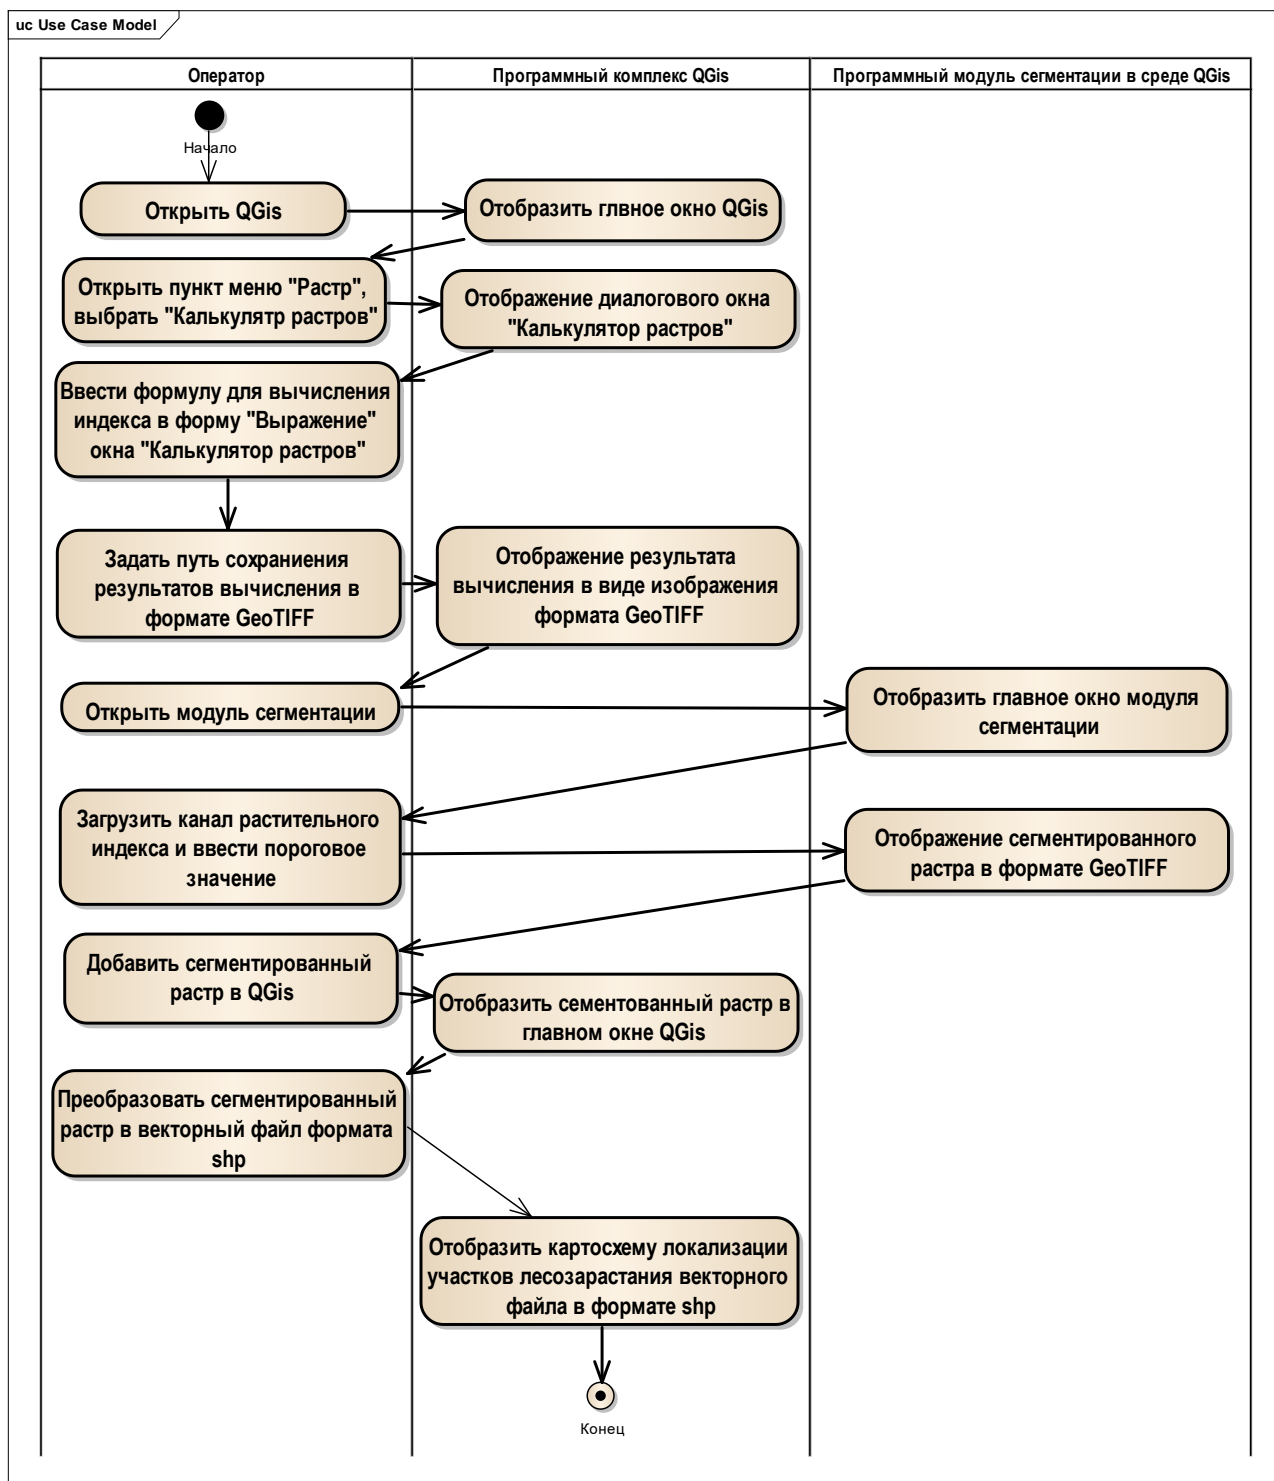 uc Use Case Model
Оператор
Программный комплекс QGis
Программный модуль сегментации в среде QGis
Начало
Открыть QGis
Отобразить глвное окно QGis
Открыть пункт меню "Растр",
выбрать "Калькулятр растров"
Отображение диалогового окна
"Калькулятор растров"
Ввести формулу для вычисления
индекса в форму "Выражение"
окна "Калькулятор растров"
Задать путь сохраниения
результатов вычисления в
формате GeoTIFF
Отображение результата
вычисления в виде изображения
формата GeoTIFF
Открыть модуль сегментации
Отобразить главное окно модуля
сегментации
Загрузить канал растительного
индекса и ввести пороговое
значение
Отображение сегментированного
растра в формате GeoTIFF
Добавить сегментированный
растр в QGis
Отобразить сементованный растр в
главном окне QGis
Преобразовать сегментированный
растр в векторный файл формата
shp
Отобразить картосхему локализации
участков лесозарастания векторного
файла в формате shp
Конец